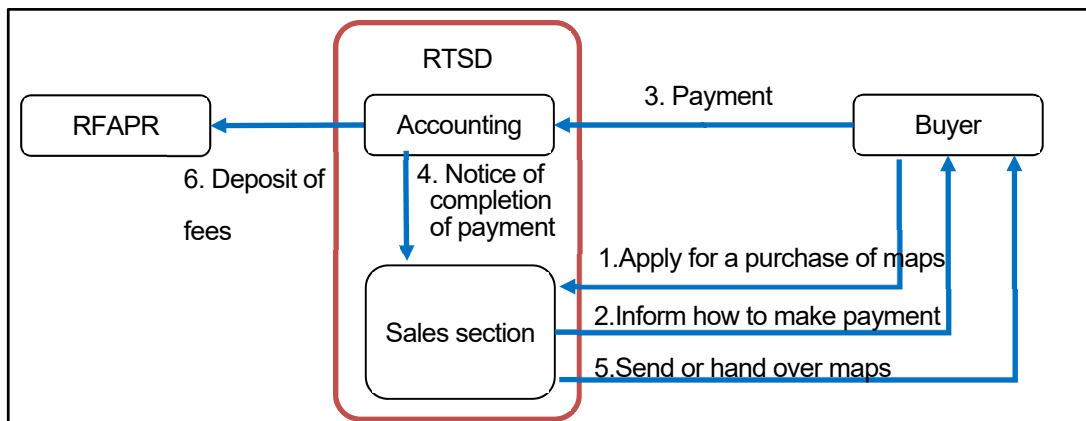 RTSD
3. Payment
RFAPR
Accounting
Buyer
6. Deposit of
fees
4. Notice of
completion
of payment
1.Apply for a purchase of maps
Sales section
2.Inform how to make payment
5.Send or hand over maps